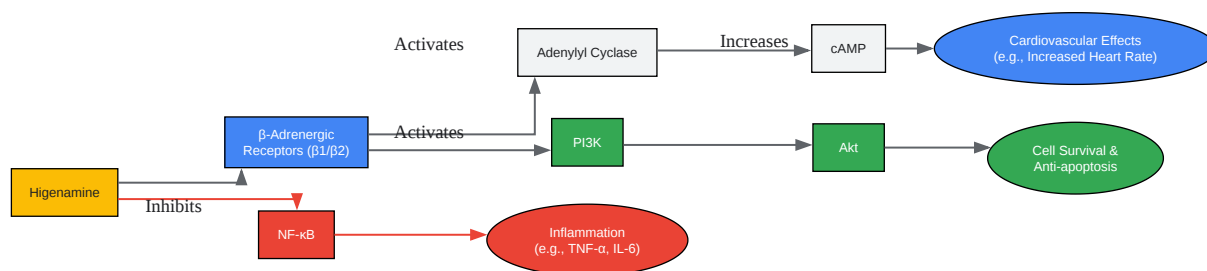 Activates
Adenylyl Cyclase
Increases
cAMP
Cardiovascular Effects
(e.g., Increased Heart Rate)
β-Adrenergic
Receptors (β1/β2)
Activates
PI3K
Akt
Cell Survival &
Anti-apoptosis
Higenamine
Inhibits
NF-κB
Inflammation
(e.g., TNF-α, IL-6)